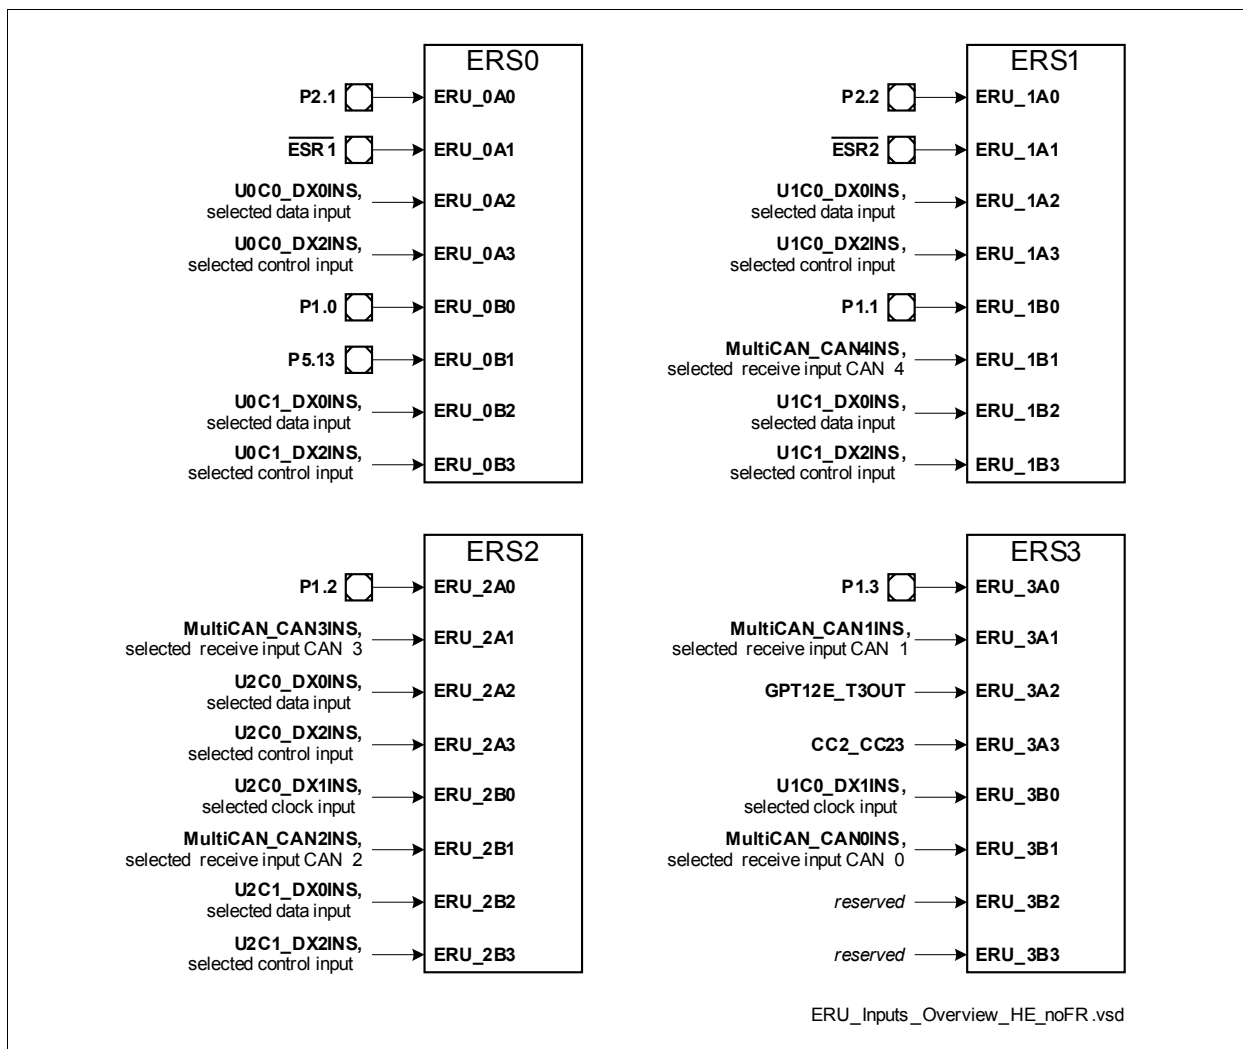 ERS0
P2.1 ERU_0A0
ESR1 ERU_0A1
U0C0_DX0INS,
selected data input
ERU_0A2
U0C0_DX2INS,
selected control input
ERU_0A3
P1.0 ERU_0B0
P5.13 ERU_0B1
U0C1_DX0INS,
selected data input
ERU_0B2
U0C1_DX2INS,
selected control input
ERU_0B3
ERS1
P2.2 ERU_1A0
ESR2 ERU_1A1
U1C0_DX0INS,
selected data input
ERU_1A2
U1C0_DX2INS,
selected control input
ERU_1A3
P1.1 ERU_1B0
MultiCAN_CAN4INS,
selected receive input CAN 4
ERU_1B1
U1C1_DX0INS,
selected data input
ERU_1B2
U1C1_DX2INS,
selected control input
ERU_1B3
ERS2
P1.2 ERU_2A0
MultiCAN_CAN3INS,
selected receive input CAN 3
ERU_2A1
U2C0_DX0INS,
selected data input
ERU_2A2
U2C0_DX2INS,
selected control input
ERU_2A3
U2C0_DX1INS,
selected clock input
ERU_2B0
MultiCAN_CAN2INS,
selected receive input CAN 2
ERU_2B1
U2C1_DX0INS,
selected data input
ERU_2B2
U2C1_DX2INS,
selected control input
ERU_2B3
ERS3
P1.3 ERU_3A0
MultiCAN_CAN1INS,
selected receive input CAN 1
ERU_3A1
GPT12E_T3OUT ERU_3A2
CC2_CC23 ERU_3A3
U1C0_DX1INS,
selected clock input
ERU_3B0
MultiCAN_CAN0INS,
selected receive input CAN 0
ERU_3B1
reserved ERU_3B2
reserved ERU_3B3
ERU_Inputs_Overview_HE_noFR.vsd